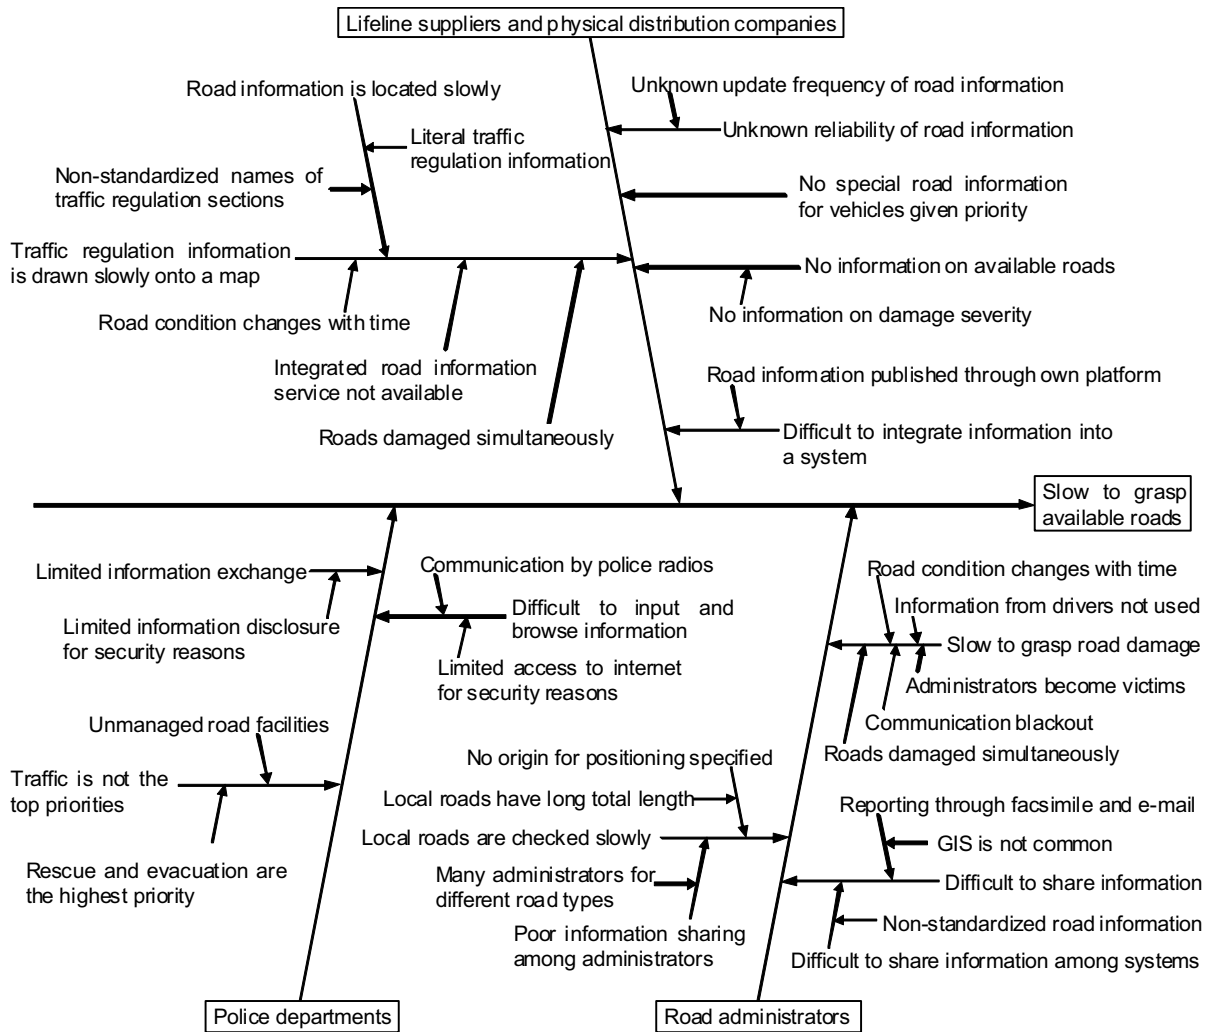 Lifeline suppliers and physical distribution companies
Road information is located slowly
Unknown update frequency of road information
Literal traffic
regulation information
Unknown reliability of road information
Non-standardized names of
traffic regulation sections
No special road information
for vehicles given priority
Traffic regulation information
is drawn slowly onto a map
No information on available roads
Road condition changes with time
No information on damage severity
Integrated road information
service not available
Road information published through own platform
Roads damaged simultaneously
Difficult to integrate information into
a system
Slow to grasp
available roads
Limited information exchange
Communication by police radios
Road condition changes with time
Limited information disclosure
for security reasons
Difficult to input and
browse information
Information from drivers not used
Slow to grasp road damage
Limited access to internet
for security reasons
Administrators become victims
Communication blackout
Roads damaged simultaneously
Unmanaged road facilities
No origin for positioning specified
Traffic is not the
top priorities
Local roads have long total length
Reporting through facsimile and e-mail
Local roads are checked slowly
GIS is not common
Rescue and evacuation are
the highest priority
Many administrators for
different road types
Difficult to share information
Poor information sharing
among administrators
Non-standardized road information
Difficult to share information among systems
Police departments
Road administrators